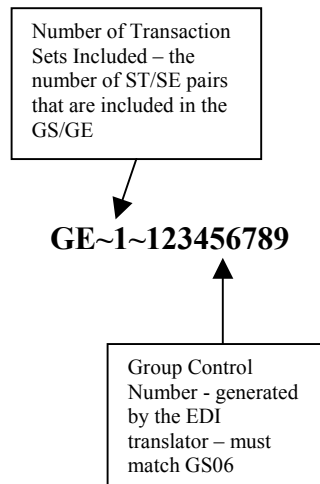 Number of Transaction
Sets Included – the
number of ST/SE pairs
that are included in the
GS/GE
GE~1~123456789
Group Control
Number - generated
by the EDI
translator – must
match GS06